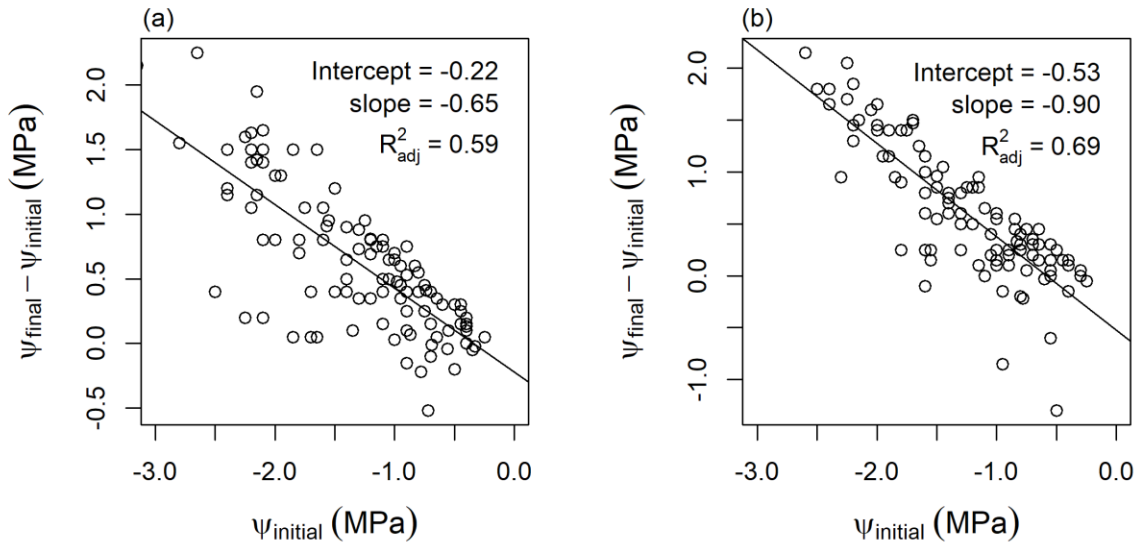 (a)
Intercept = -0.22
slope = -0.65
R²adj = 0.59
ψfinal − ψinitial (MPa)
2.0
1.5
1.0
0.5
0.0
-0.5
-3.0 -2.0 -1.0 0.0
ψinitial (MPa)
(b)
Intercept = -0.53
slope = -0.90
R²adj = 0.69
ψfinal − ψinitial (MPa)
2.0
1.0
0.0
-1.0
-3.0 -2.0 -1.0 0.0
ψinitial (MPa)